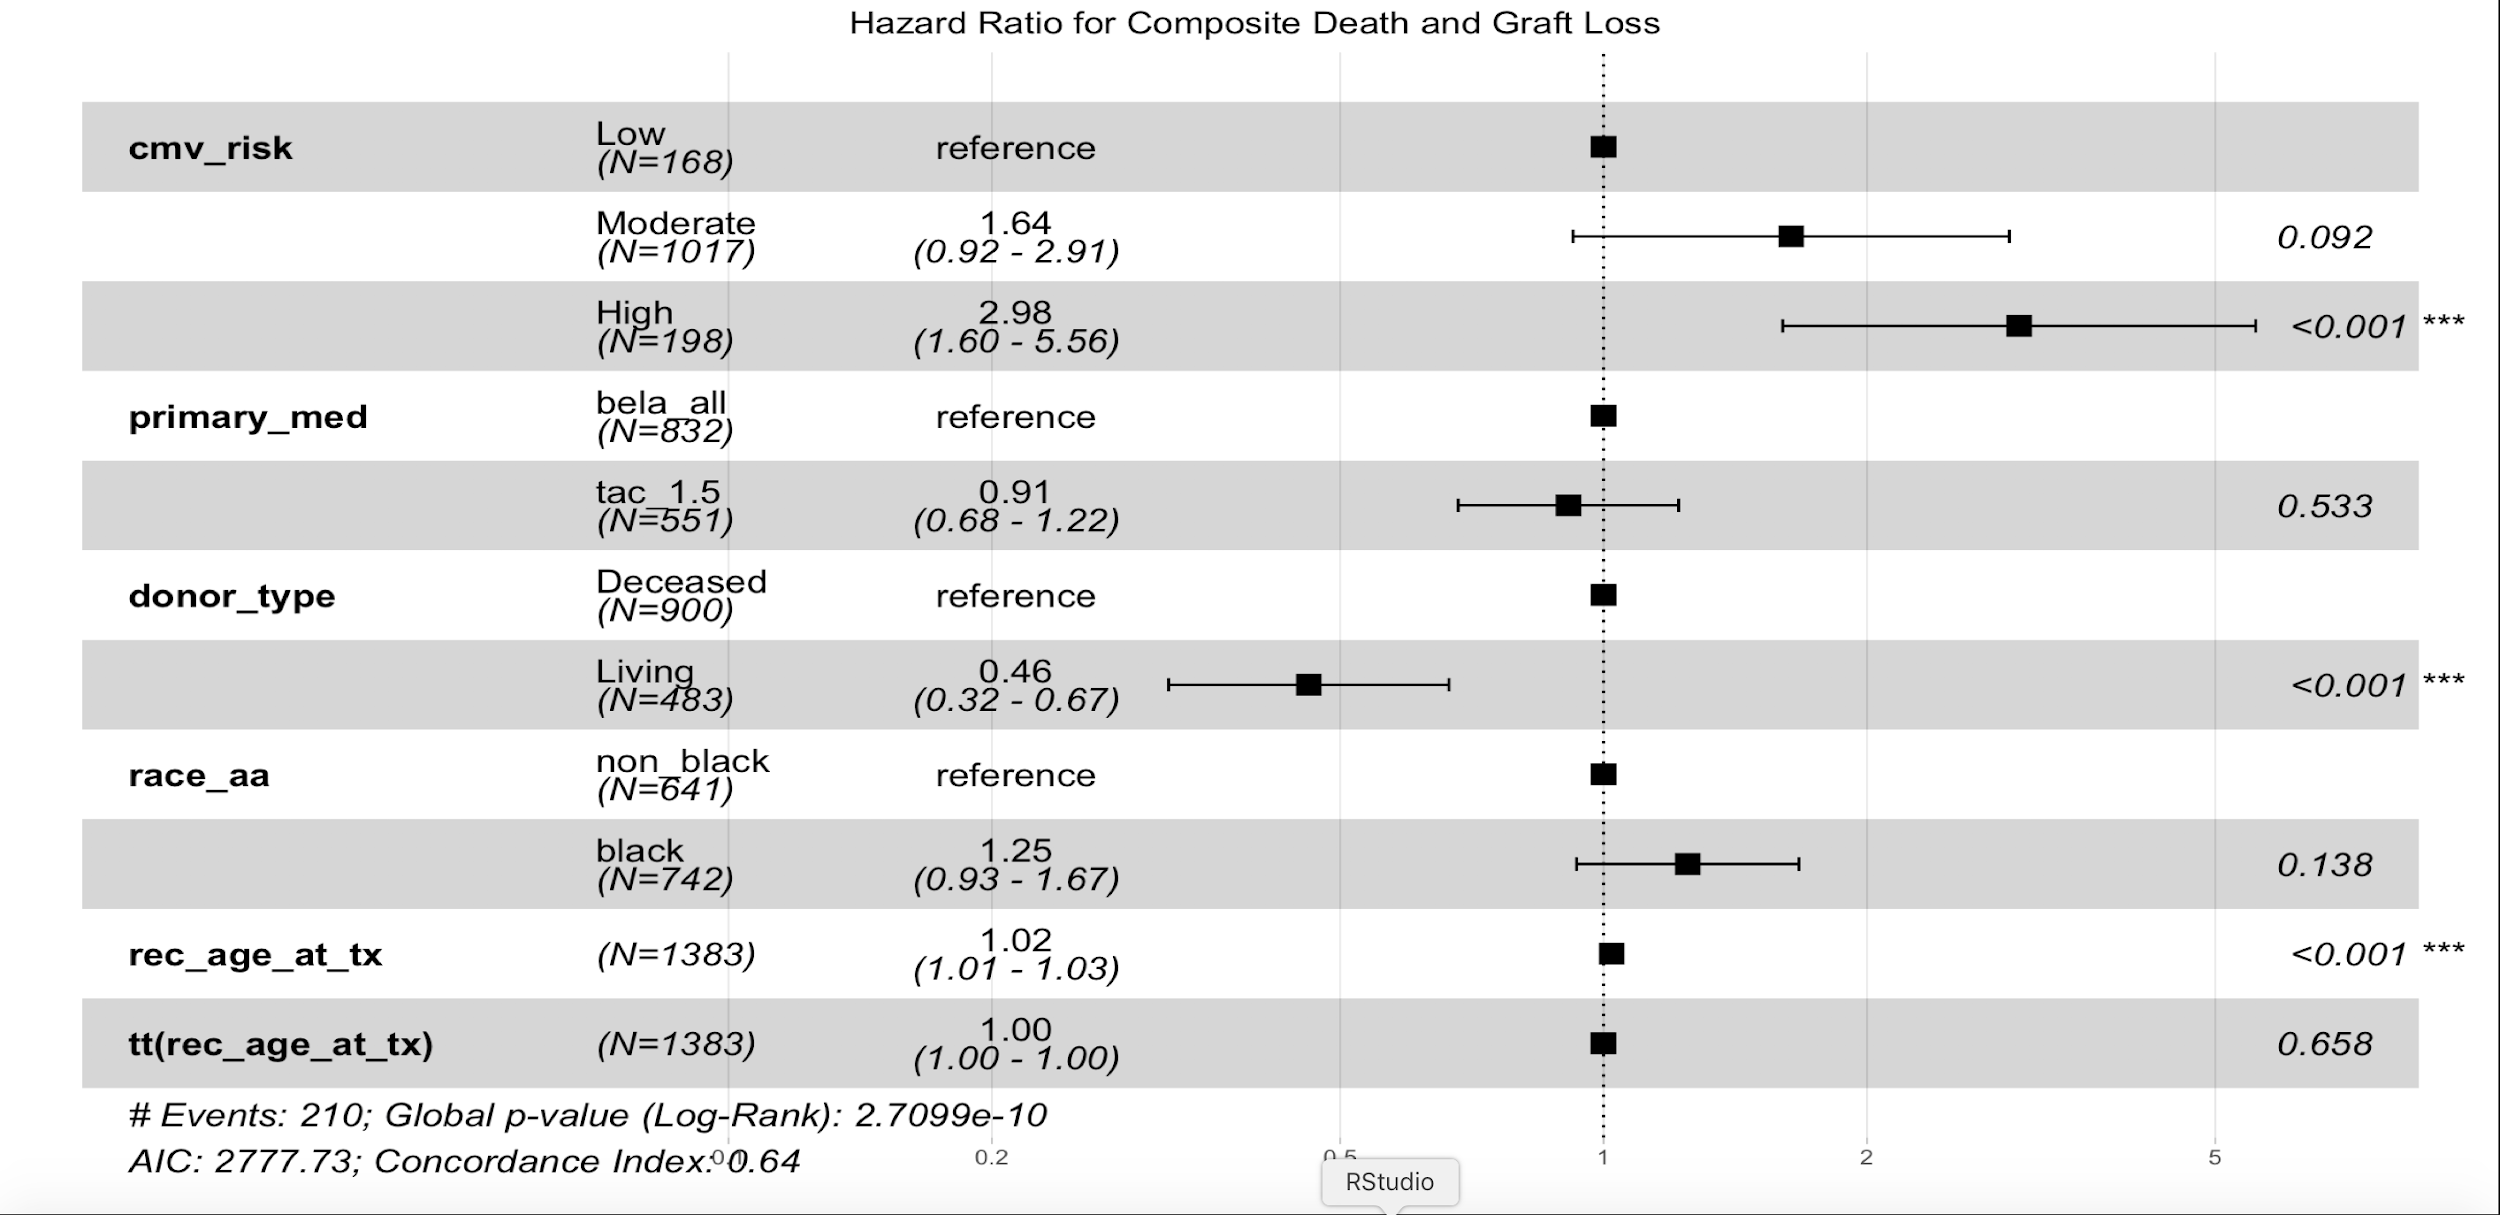 Hazard Ratio for Composite Death and Graft Loss
cmv_risk
Low
(N=168)
reference
Moderate
(N=1017)
1.64
(0.92 - 2.91)
0.092
High
(N=198)
2.98
(1.60 - 5.56)
<0.001 ***
primary_med
bela_all
(N=832)
reference
tac_1.5
(N=551)
0.91
(0.68 - 1.22)
0.533
donor_type
Deceased
(N=900)
reference
Living
(N=483)
0.46
(0.32 - 0.67)
<0.001 ***
race_aa
non_black
(N=641)
reference
black
(N=742)
1.25
(0.93 - 1.67)
0.138
rec_age_at_tx
(N=1383)
1.02
(1.01 - 1.03)
<0.001 ***
tt(rec_age_at_tx)
(N=1383)
1.00
(1.00 - 1.00)
0.658
# Events: 210; Global p-value (Log-Rank): 2.7099e-10
AIC: 2777.73; Concordance Index: 0.64
0.1 0.2 0.5 1 2 5
RStudio